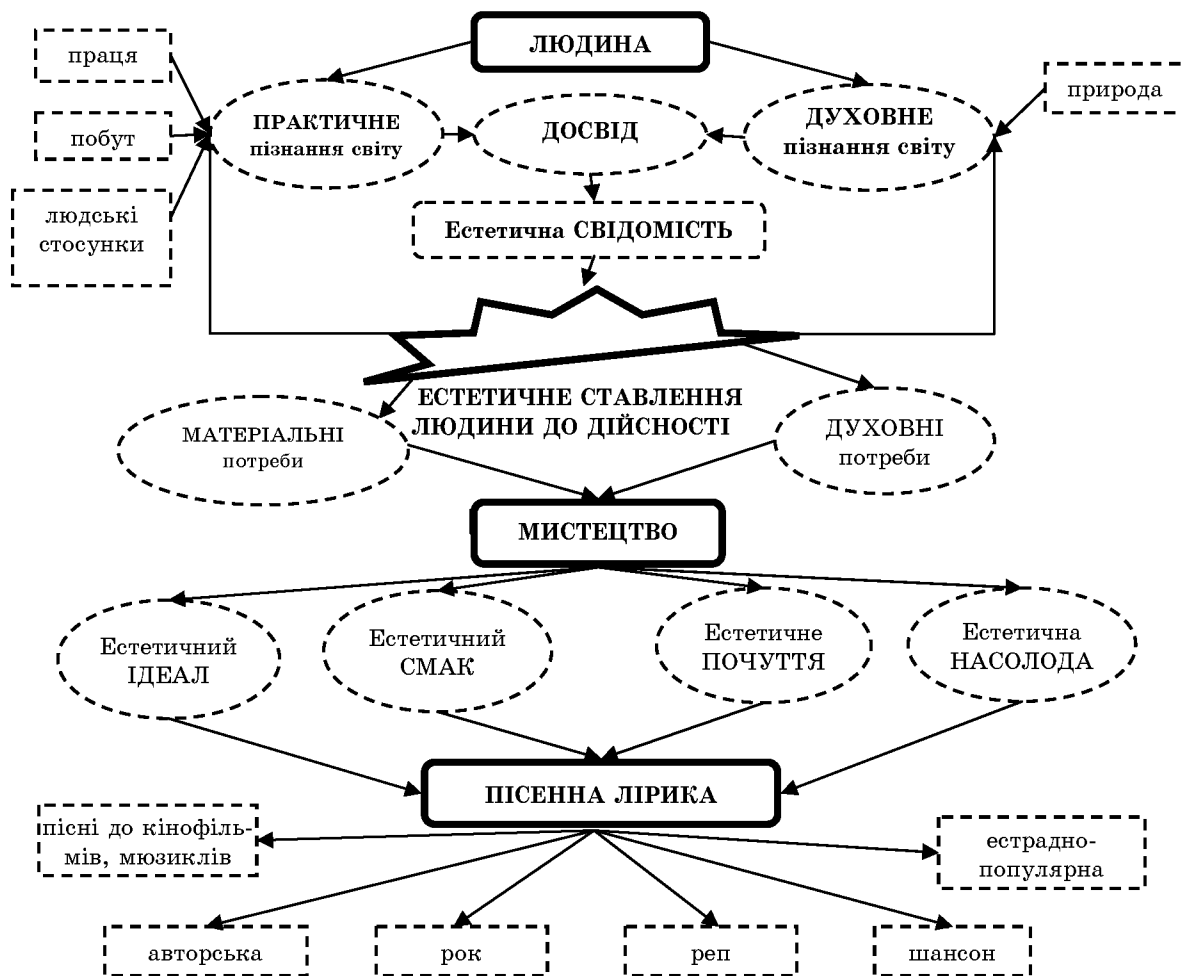 ЛЮДИНА
праця
природа
побут
ПРАКТИЧНЕ
пізнання світу
ДОСВІД
ДУХОВНЕ
пізнання світу
людські
стосунки
Естетична СВІДОМІСТЬ
ЕСТЕТИЧНЕ СТАВЛЕННЯ
ЛЮДИНИ ДО ДІЙСНОСТІ
МАТЕРІАЛЬНІ
потреби
ДУХОВНІ
потреби
МИСТЕЦТВО
Естетичний
ІДЕАЛ
Естетичний
СМАК
Естетичне
ПОЧУТТЯ
Естетична
НАСОЛОДА
ПІСЕННА ЛІРИКА
пісні до кінофіль-
мів, мюзиклів
естрадно-
популярна
авторська
рок
реп
шансон